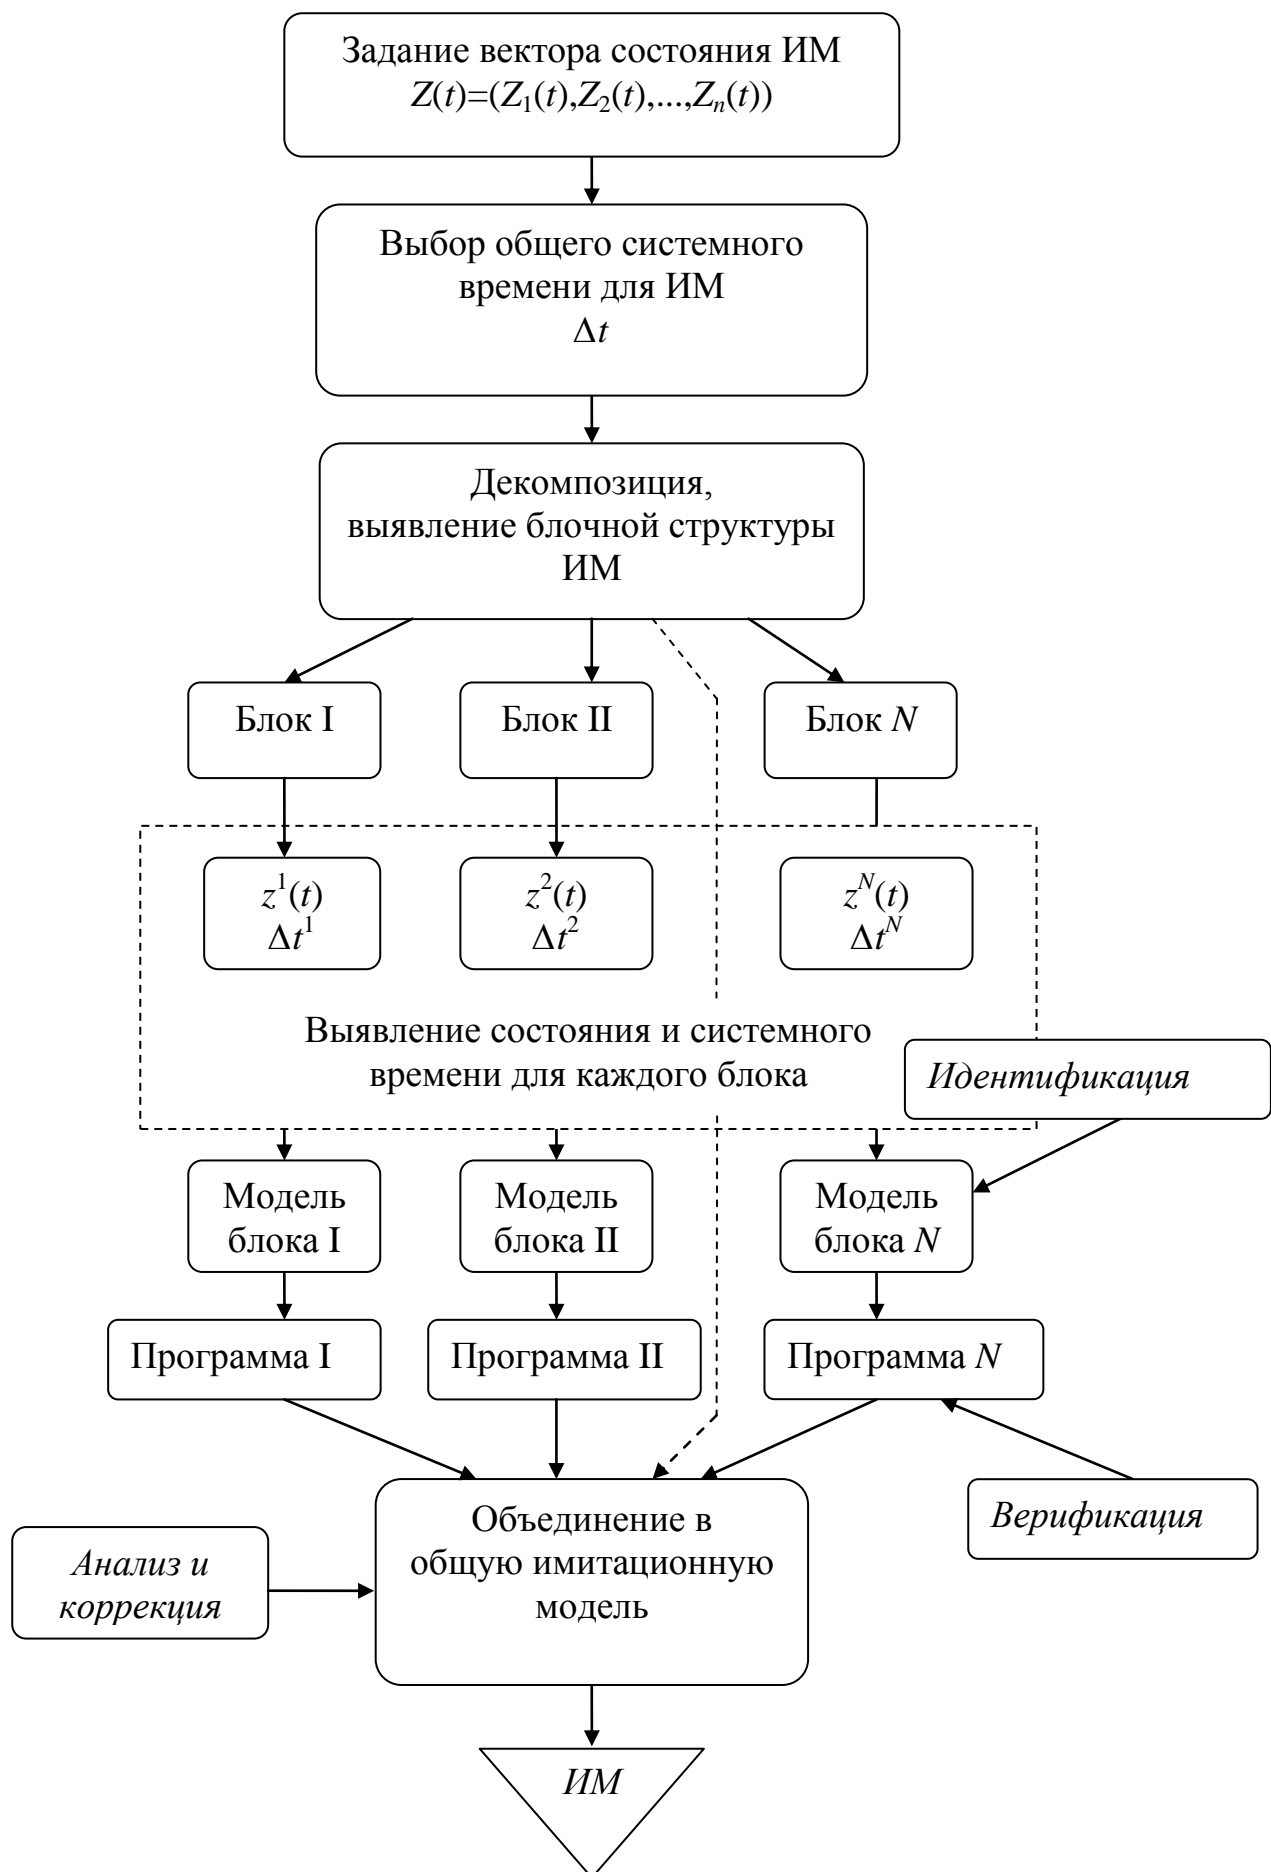 Задание вектора состояния ИМ
Z(t)=(Z₁(t),Z₂(t),...,Zₙ(t))
Выбор общего системного
времени для ИМ
Δt
Декомпозиция,
выявление блочной структуры
ИМ
Блок I
Блок II
Блок N
z¹(t)
Δt¹
z²(t)
Δt²
zᴺ(t)
Δtᴺ
Выявление состояния и системного
времени для каждого блока
Идентификация
Модель
блока I
Модель
блока II
Модель
блока N
Программа I
Программа II
Программа N
Объединение в
общую имитационную
модель
Верификация
Анализ и
коррекция
ИМ